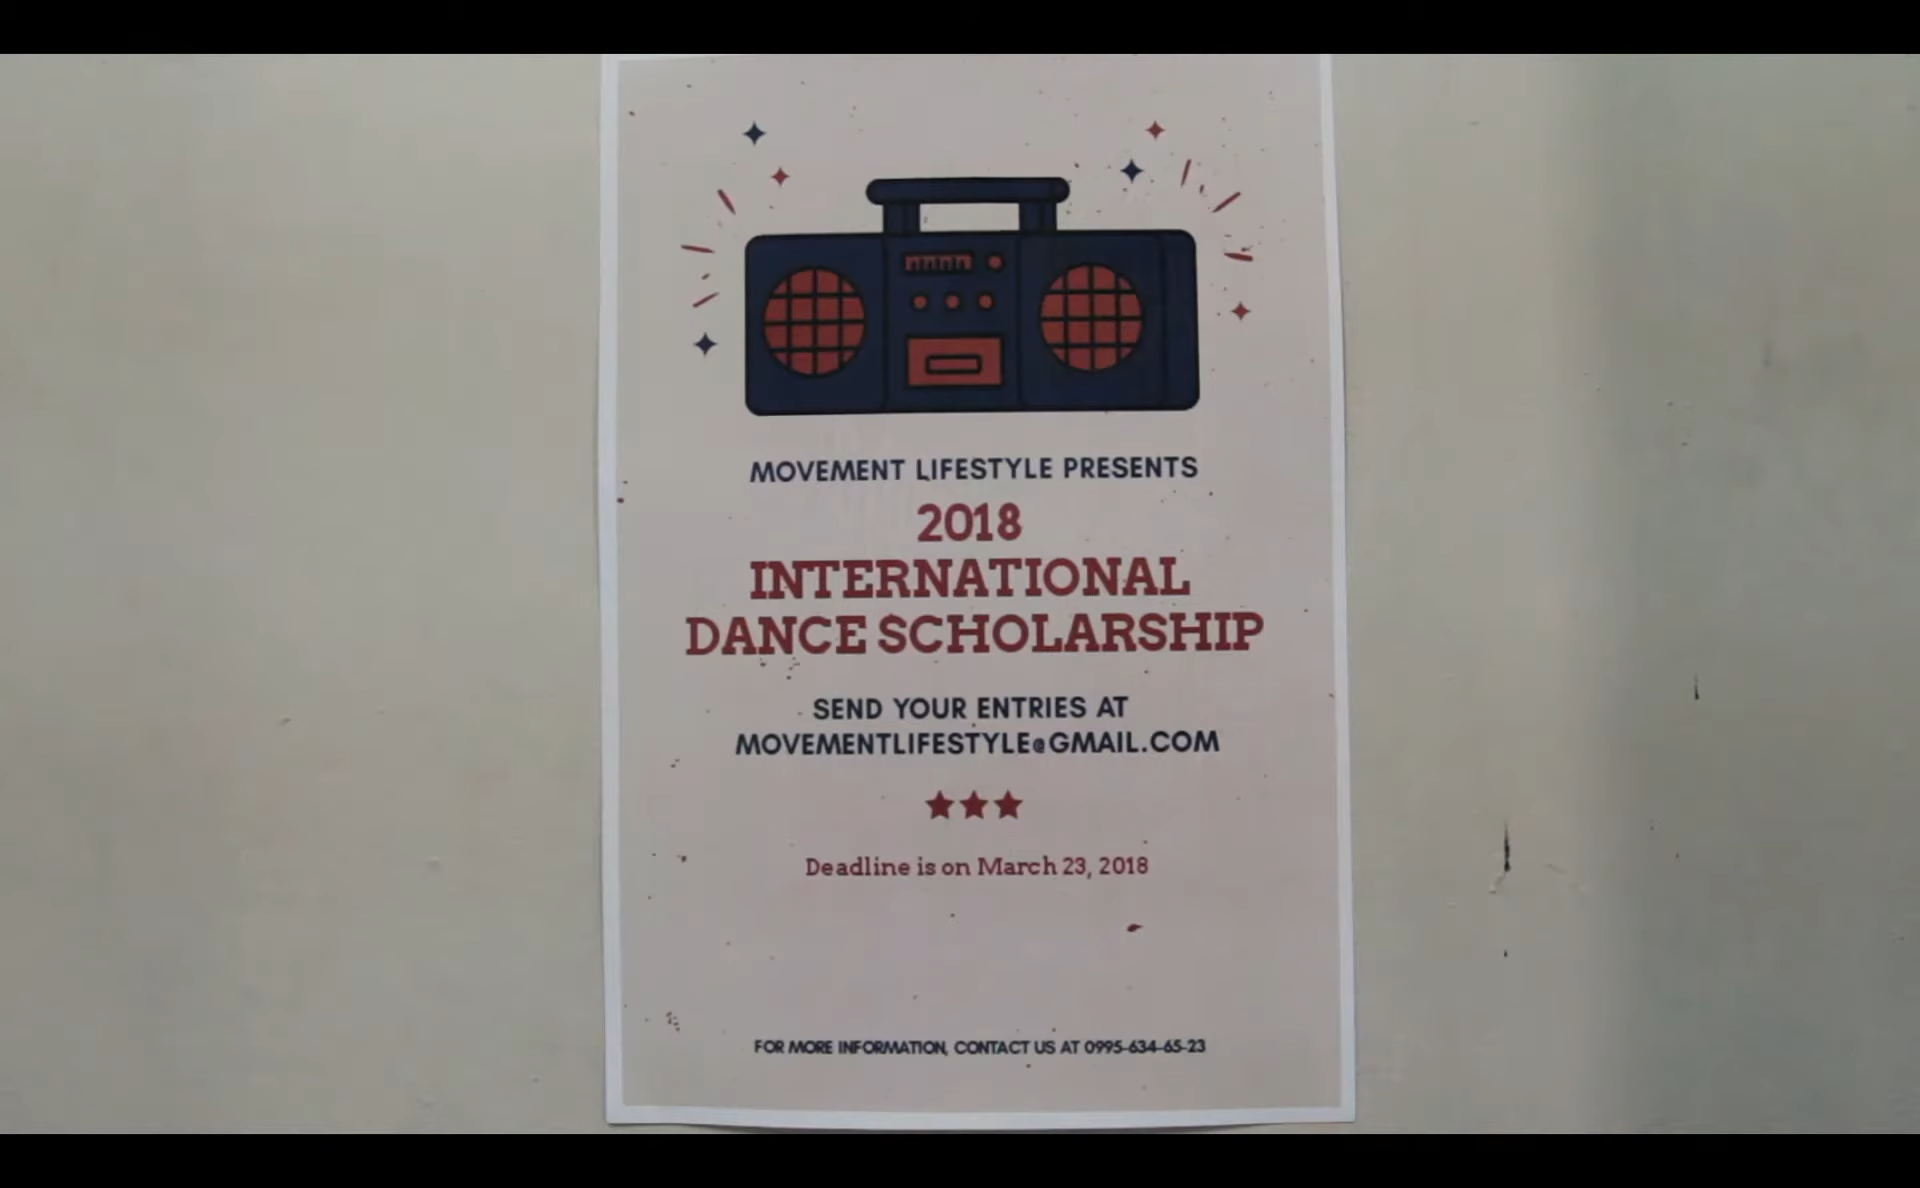 MOVEMENT LIFESTYLE PRESENTS
2018
INTERNATIONAL
DANCE SCHOLARSHIP
SEND YOUR ENTRIES AT
MOVEMENTLIFESTYLE@GMAIL.COM
Deadline is on March 23, 2018
FOR MORE INFORMATION, CONTACT US AT 0995-634-65-23